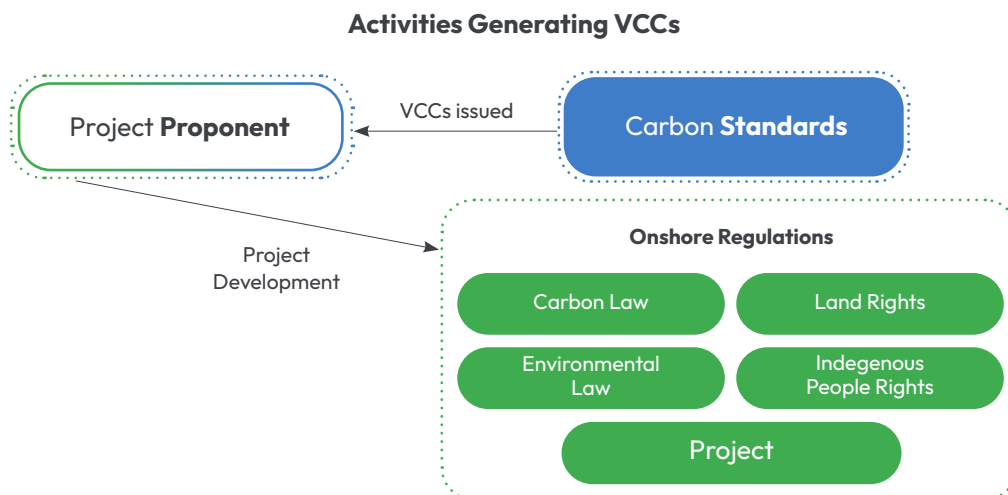 Activities Generating VCCs
Project Proponent
VCCs issued
Carbon Standards
Project
Development
Onshore Regulations
Carbon Law
Land Rights
Environmental
Law
Indegenous
People Rights
Project